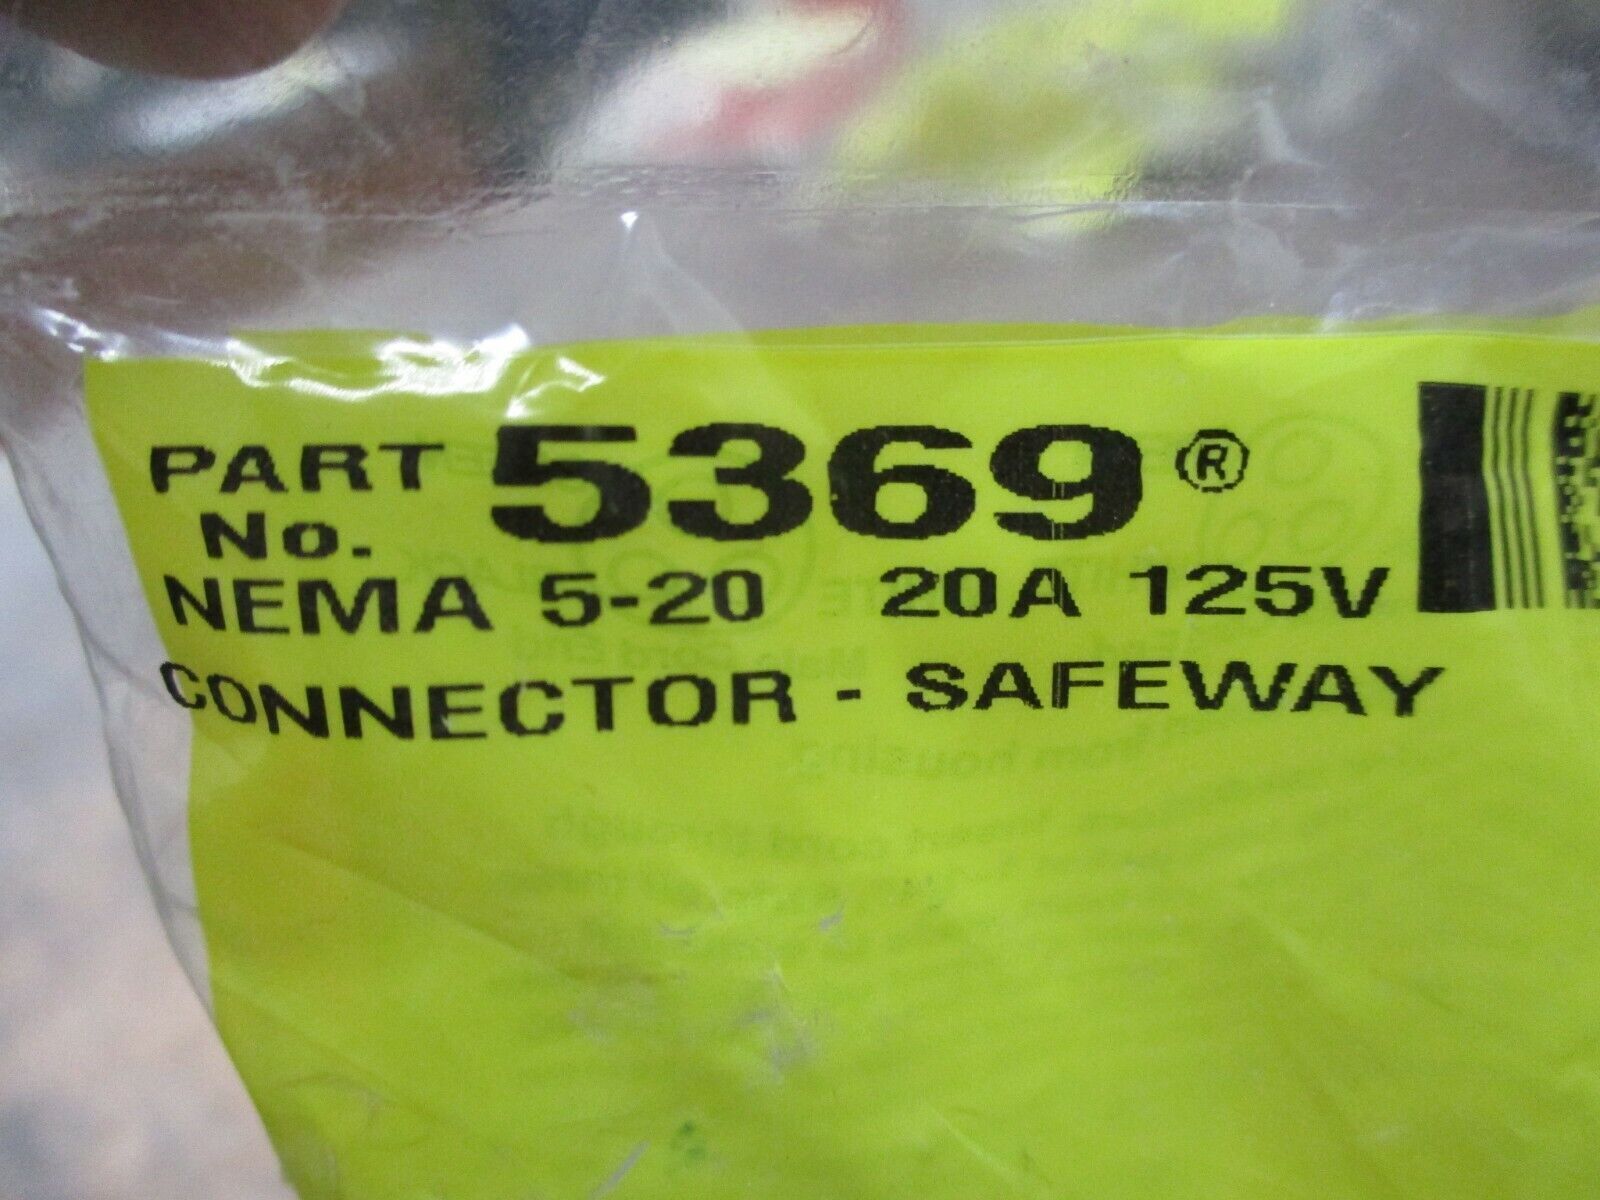 PART No. 5369®
NEMA 5-20 20A 125V
CONNECTOR - SAFEWAY